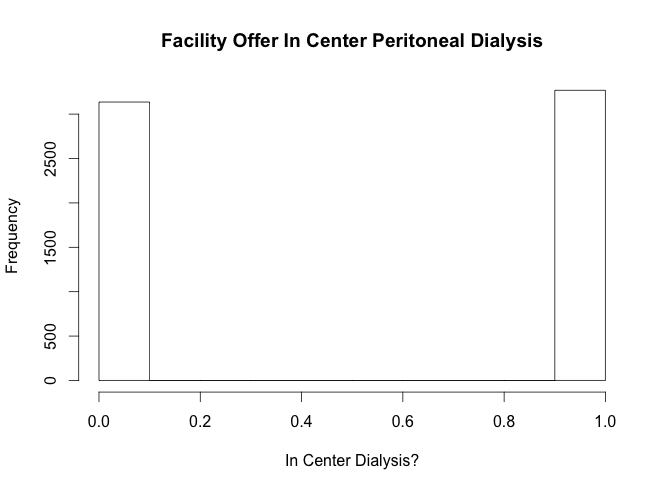 Facility Offer In Center Peritoneal Dialysis
Frequency
2500
1500
500
0
0.0 0.2 0.4 0.6 0.8 1.0
In Center Dialysis?